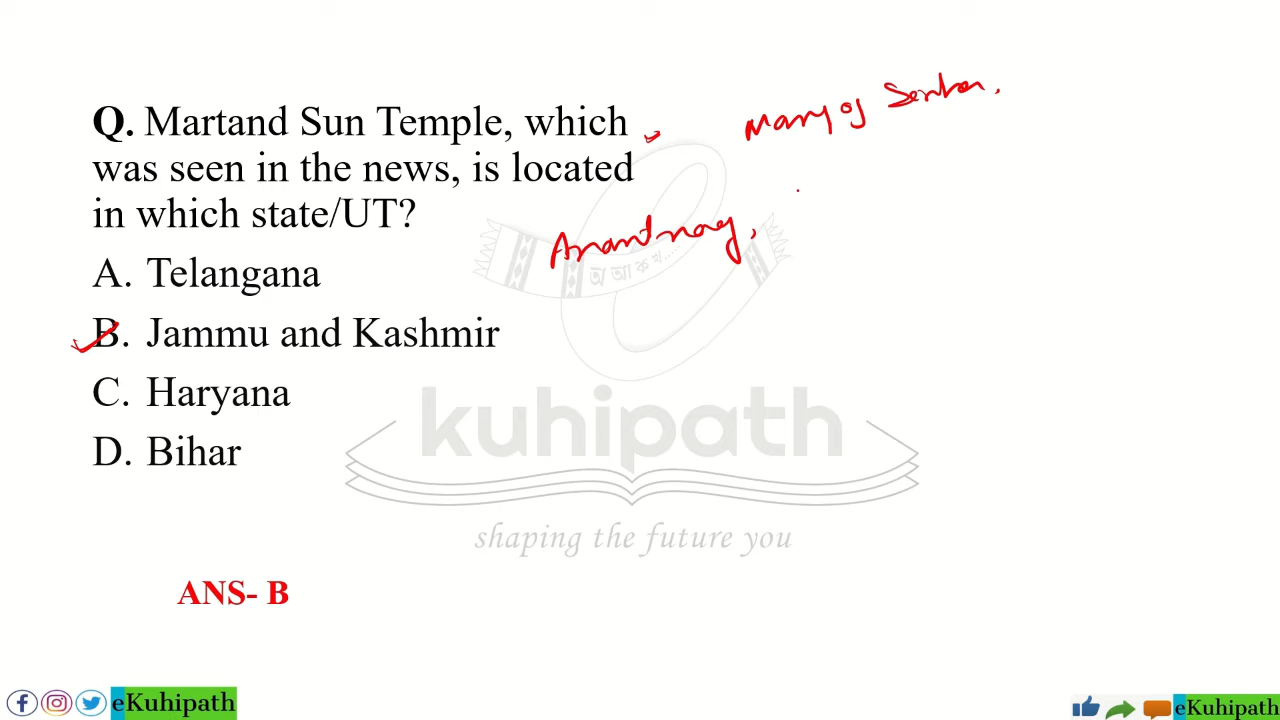 Q. Martand Sun Temple, which
was seen in the news, is located
in which state/UT?
A. Telangana
B. Jammu and Kashmir
C. Haryana
D. Bihar
Anantnag,
অ আ ক খ.....
kuhipath
shaping the future you
ANS- B
eKuhipath
eKuhipath